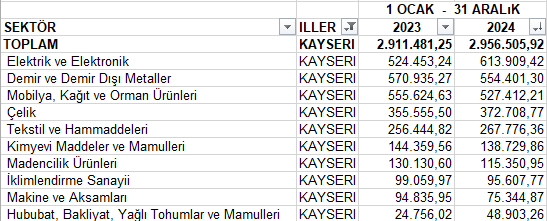 1 OCAK - 31 ARALıK
SEKTÖR ILLER 2023 2024
TOPLAM KAYSERI 2.911.481,25 2.956.505,92
Elektrik ve Elektronik KAYSERI 524.453,24 613.909,42
Demir ve Demir Dışı Metaller KAYSERI 570.935,27 554.401,30
Mobilya, Kağıt ve Orman Ürünleri KAYSERI 555.624,63 527.412,21
Çelik KAYSERI 355.555,50 372.708,77
Tekstil ve Hammaddeleri KAYSERI 256.444,82 267.776,36
Kimyevi Maddeler ve Mamulleri KAYSERI 144.359,56 138.729,86
Madencilik Ürünleri KAYSERI 130.130,60 115.350,95
İklimlendirme Sanayii KAYSERI 99.059,97 95.607,77
Makine ve Aksamları KAYSERI 94.835,95 75.344,87
Hububat, Bakliyat, Yağlı Tohumlar ve Mamulleri KAYSERI 24.756,02 48.903,26